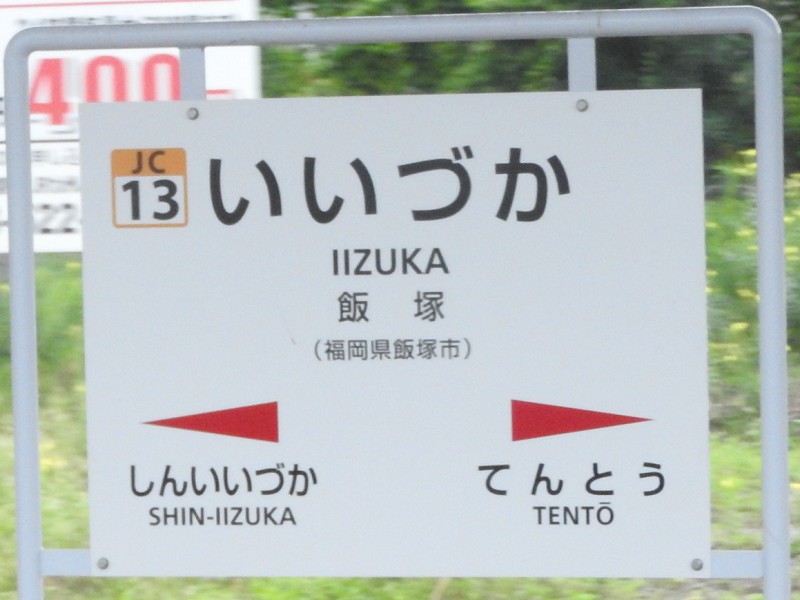 JC
13
いいづか
IIZUKA
飯 塚
(福岡県飯塚市)
しんいいづか
SHIN-IIZUKA
てんとう
TENTŌ
400
22